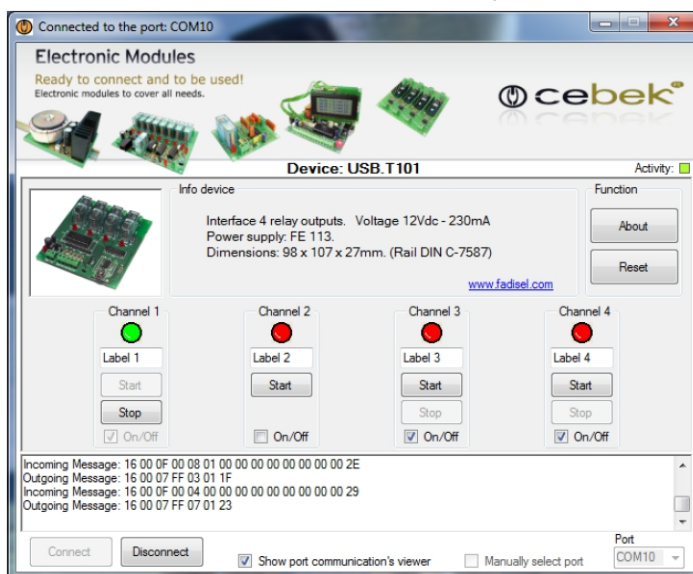 Connected to the port: COM10
Electronic Modules
Ready to connect and to be used!
Electronic modules to cover all needs.
cebek®
Device: USB.T101
Activity:
Info device
Interface 4 relay outputs. Voltage 12Vdc - 230mA
Power supply: FE 113.
Dimensions: 98 x 107 x 27mm. (Rail DIN C-7587)
www.fadisel.com
Function
About
Reset
Channel 1
Label 1
Start
Stop
On/Off
Channel 2
Label 2
Start
On/Off
Channel 3
Label 3
Start
Stop
On/Off
Channel 4
Label 4
Start
Stop
On/Off
Incoming Message: 16 00 0F 00 08 01 00 00 00 00 00 00 00 00 2E
Outgoing Message: 16 00 07 FF 03 01 1F
Incoming Message: 16 00 0F 00 04 00 00 00 00 00 00 00 00 00 29
Outgoing Message: 16 00 07 FF 07 01 23
Connect
Disconnect
Show port communication's viewer
Manually select port
Port
COM10